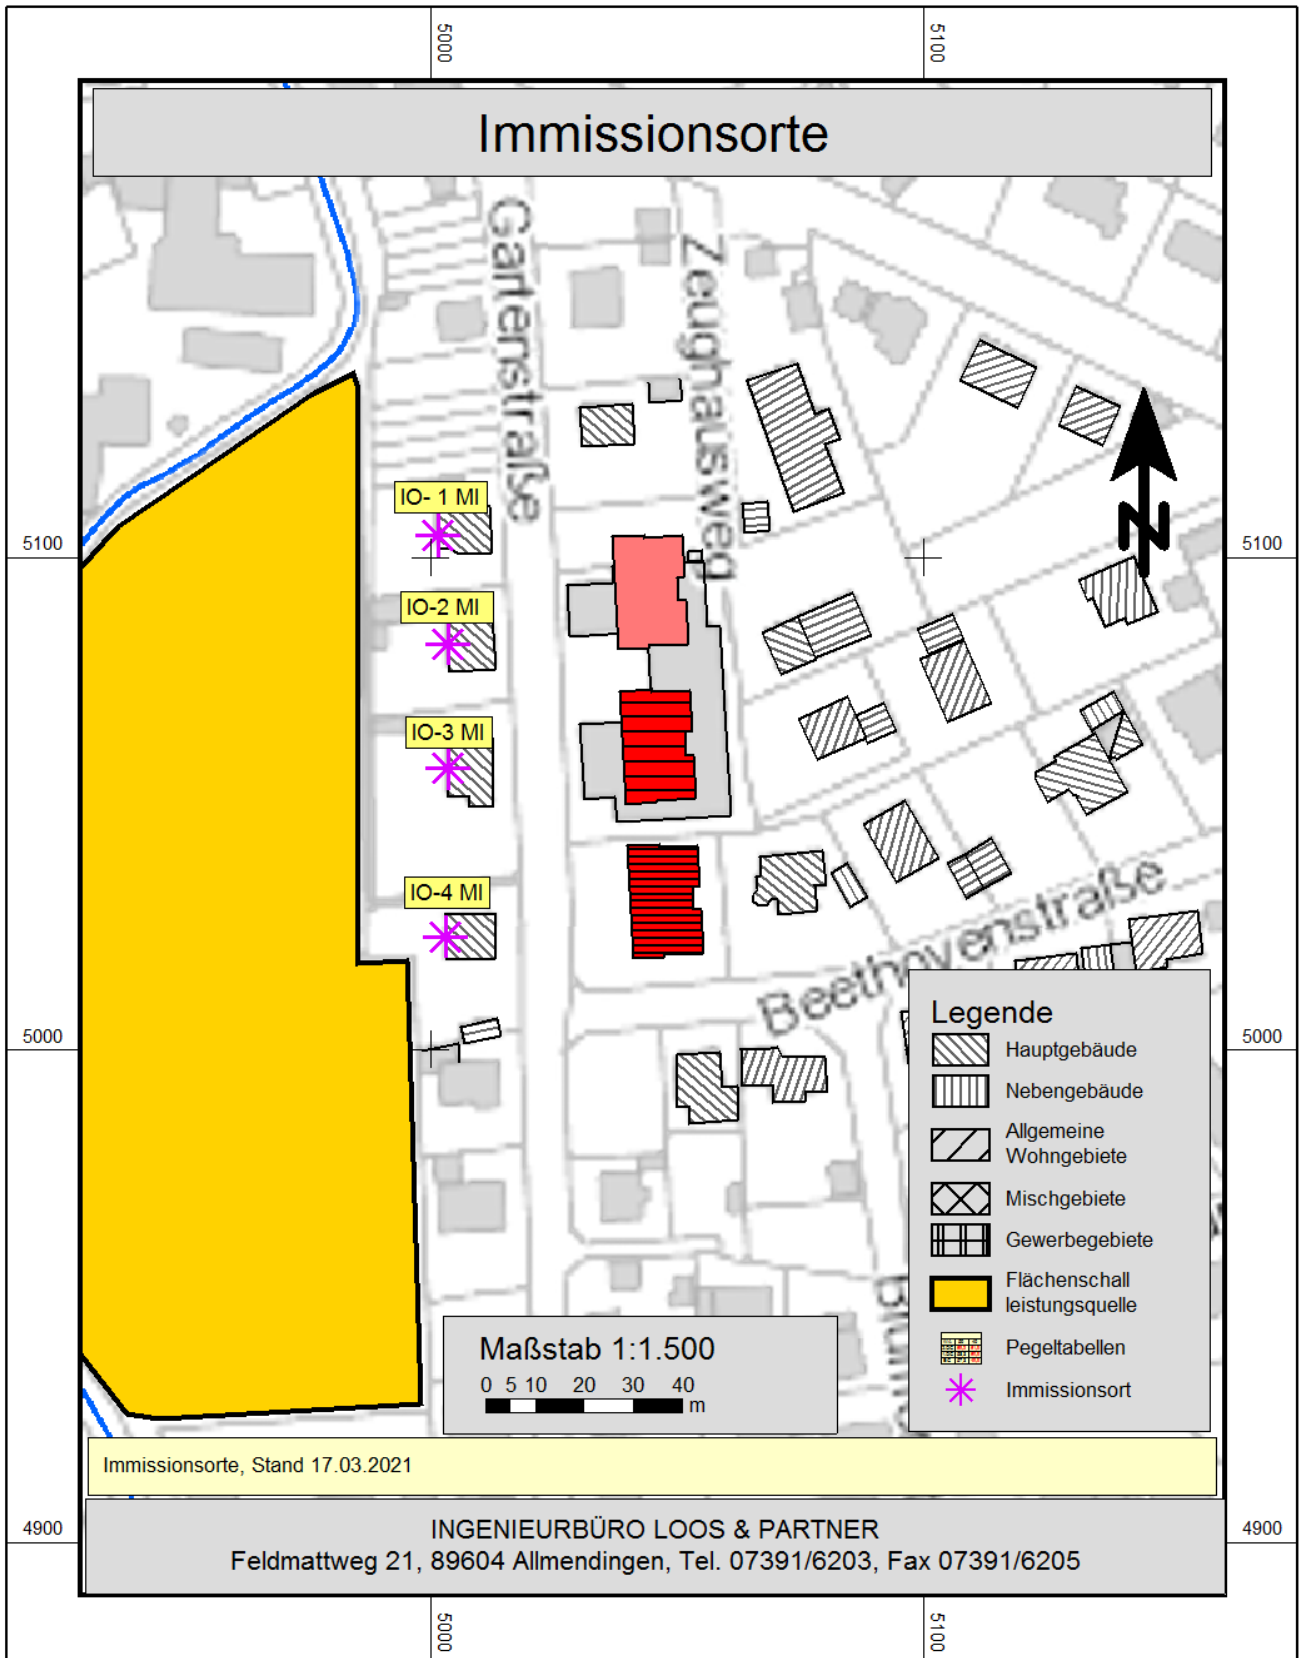 5000
5100
Immissionsorte
Gartenstraße
Zeughausweg
IO- 1 MI
5100
5100
IO-2 MI
IO-3 MI
IO-4 MI
Beethovenstraße
N
5000
5000
Legende
Hauptgebäude
Nebengebäude
Allgemeine
Wohngebiete
Mischgebiete
Gewerbegebiete
Flächenschall
leistungsquelle
Pegeltabellen
Immissionsort
Maßstab 1:1.500
0 5 10 20 30 40
m
Immissionsorte, Stand 17.03.2021
INGENIEURBÜRO LOOS & PARTNER
Feldmattweg 21, 89604 Allmendingen, Tel. 07391/6203, Fax 07391/6205
4900
4900
5000
5100